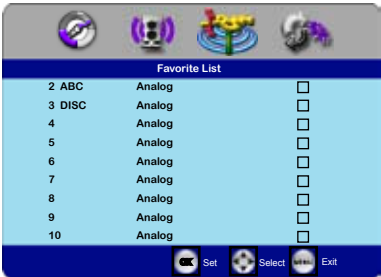 Favorite List
2 ABC Analog
3 DISC Analog
4 Analog
5 Analog
6 Analog
7 Analog
8 Analog
9 Analog
10 Analog
Set Select MENU Exit